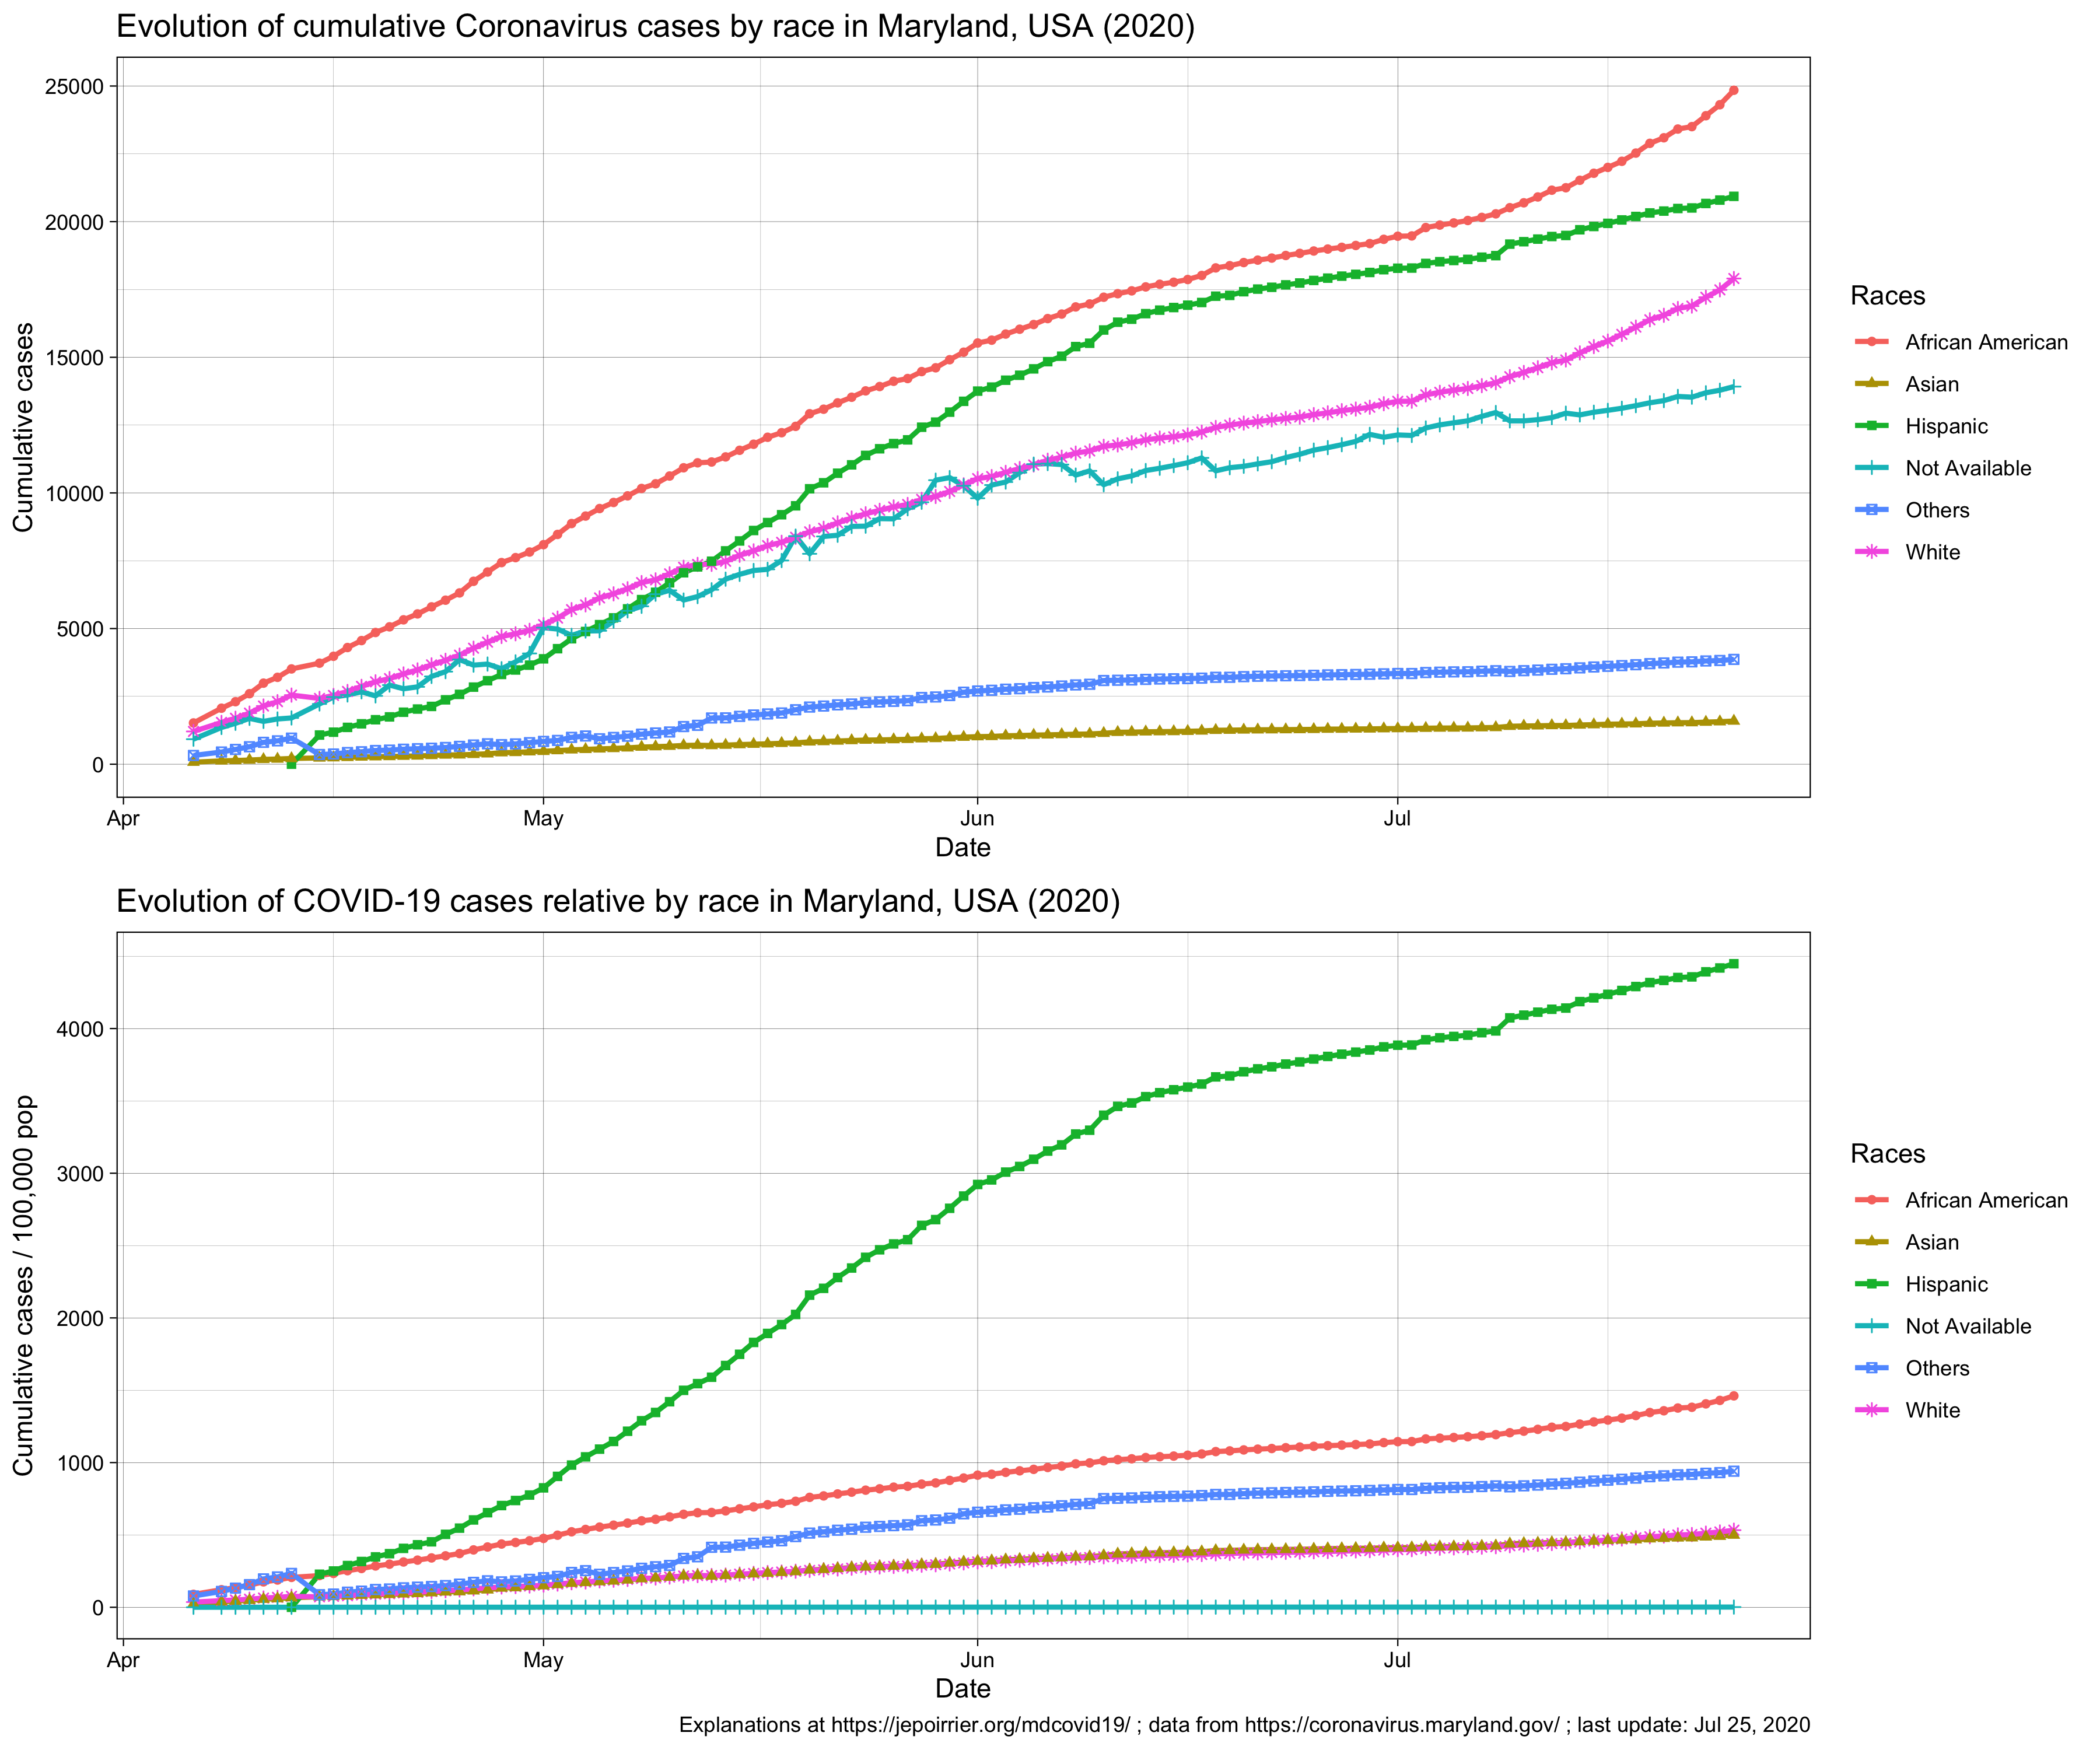 Evolution of cumulative Coronavirus cases by race in Maryland, USA (2020)
Cumulative cases
25000
20000
15000
10000
5000
0
Apr
May
Jun
Jul
Date
Races
African American
Asian
Hispanic
Not Available
Others
White
Evolution of COVID-19 cases relative by race in Maryland, USA (2020)
Cumulative cases / 100,000 pop
4000
3000
2000
1000
0
Apr
May
Jun
Jul
Date
Races
African American
Asian
Hispanic
Not Available
Others
White
Explanations at https://jepoirrier.org/mdcovid19/ ; data from https://coronavirus.maryland.gov/ ; last update: Jul 25, 2020